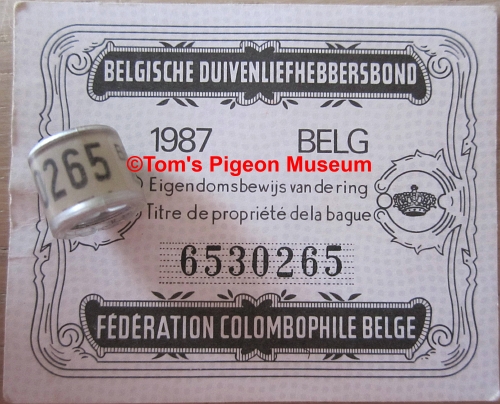 BELGISCHE DUIVENLIEFHEBBERSBOND
1987 BELG
©Tom's Pigeon Museum
Eigendomsbewijs van de ring
Titre de propriété de la bague
0265
6530265
FÉDÉRATION COLOMBOPHILE BELGE